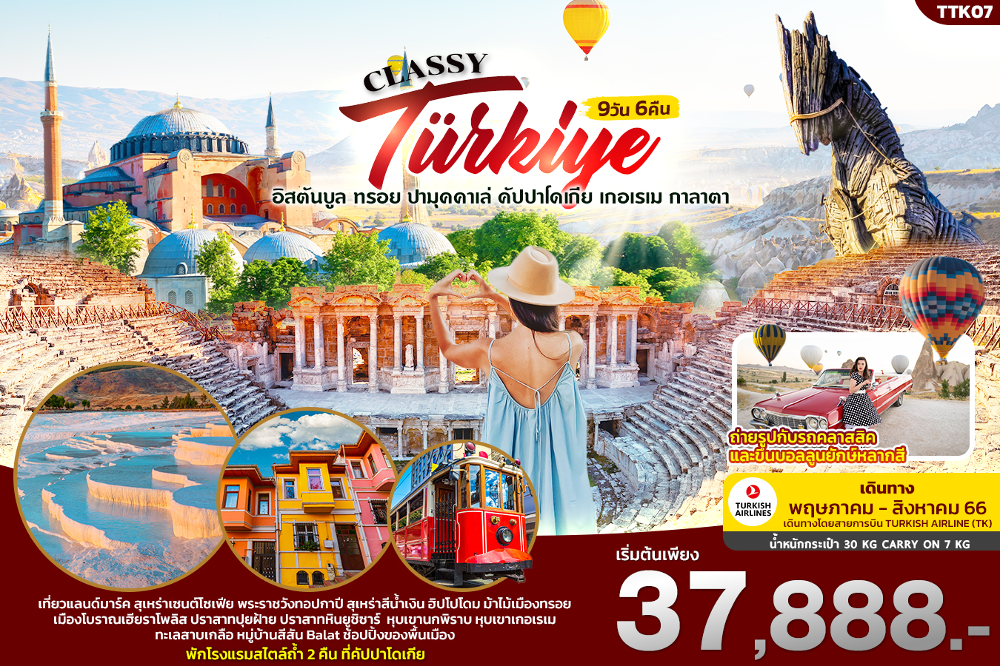 TTK07
CLASSY
Türkiye
9วัน 6คืน
อิสตันบูล ทรอย ปามุคคาเล่ คัปปาโดเกีย เกอเรเม กาลาตา
ถ่ายรูปกับรถคลาสสิค
และขึ้นบอลลูนยักษ์หลากสี
TURKISH
AIRLINES
เดินทาง
พฤษภาคม - สิงหาคม 66
เดินทางโดยสายการบิน TURKISH AIRLINE (TK)
น้ำหนักกระเป๋า 30 KG CARRY ON 7 KG
เริ่มต้นเพียง
37,888.-
เที่ยวแลนด์มาร์ค สุเหร่าเซนต์โซเฟีย พระราชวังทอปกาปี สุเหร่าสีน้ำเงิน ฮิปโปโดม ม้าไม้เมืองทรอย
เมืองโบราณเฮียราโพลิส ปราสาทปุยฝ้าย ปราสาทหินยูชิซาร์ หุบเขานกพิราบ หุบเขาเกอเรเม
ทะเลสาบเกลือ หมู่บ้านสีสัน Balat ช้อปปิ้งของพื้นเมือง
พักโรงแรมสไตล์ถ้ำ 2 คืน ที่คัปปาโดเกีย